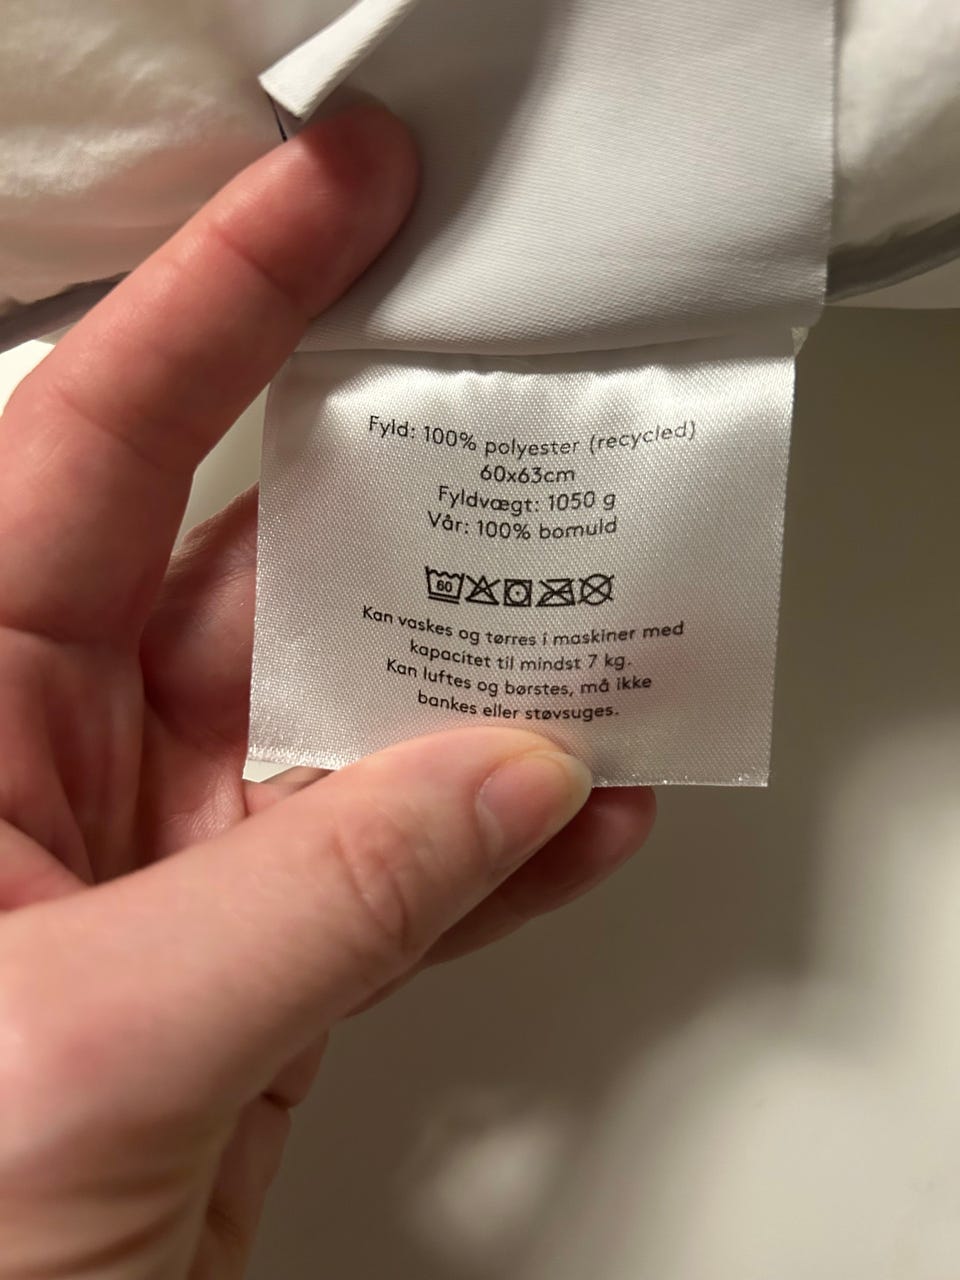 Fyld: 100% polyester (recycled)
60x63cm
Fyldvægt: 1050 g
Vår: 100% bomuld
60
Kan vaskes og tørres i maskiner med
kapacitet til mindst 7 kg.
Kan luftes og børstes, må ikke
bankes eller støvsuges.